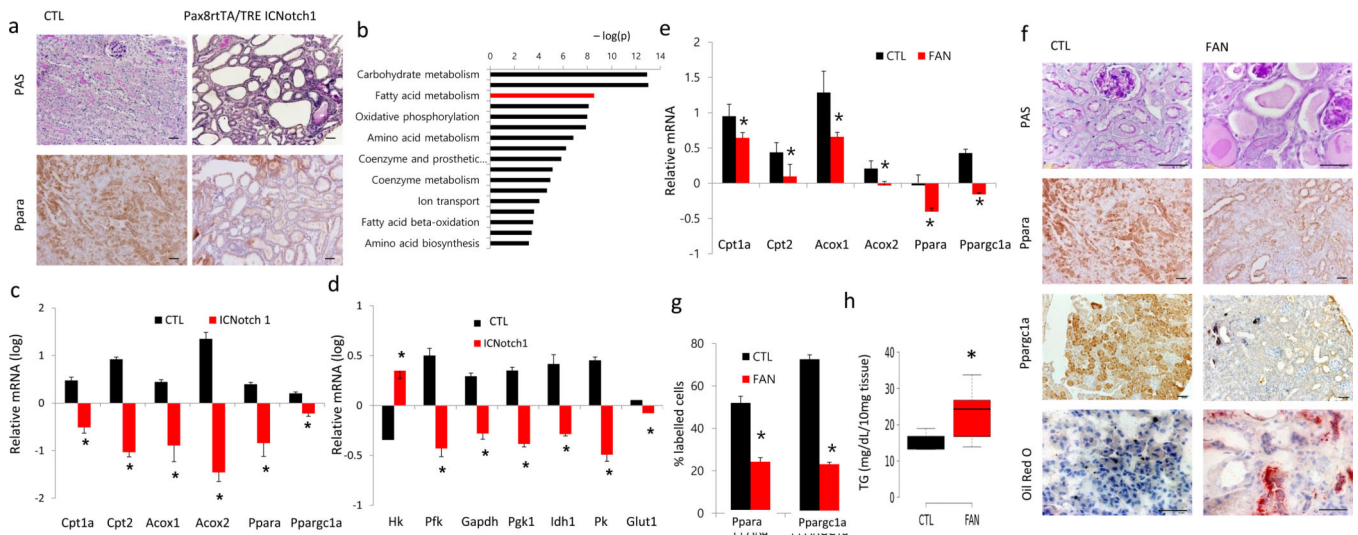 a
CTL
Pax8rtTA/TRE ICNotch1
PAS
Ppara
b
– log(p)
0 2 4 6 8 10 12 14
Carbohydrate metabolism
Fatty acid metabolism
Oxidative phosphorylation
Amino acid metabolism
Coenzyme and prosthetic...
Coenzyme metabolism
Ion transport
Fatty acid beta-oxidation
Amino acid biosynthesis
c
Relative mRNA (log)
2
1
0
-1
-2
CTL
ICNotch 1
* * * * * *
Cpt1a Cpt2 Acox1 Acox2 Ppara Ppargc1a
d
Relative mRNA (log)
1
0.5
0
-0.5
-1
CTL
ICNotch1
* * * * * * *
Hk Pfk Gapdh Pgk1 Idh1 Pk Glut1
e
Relative mRNA
2
1.5
1
0.5
0
-0.5
-1
CTL FAN
* * * * * *
Cpt1a Cpt2 Acox1 Acox2 Ppara Ppargc1a
f
CTL
FAN
PAS
Ppara
Ppargc1a
Oil Red O
g
% labelled cells
80
60
40
20
0
CTL
FAN
* *
Ppara Ppargc1a
h
TG (mg/dL/10mg tissue)
40
30
20
10
0
*
CTL FAN